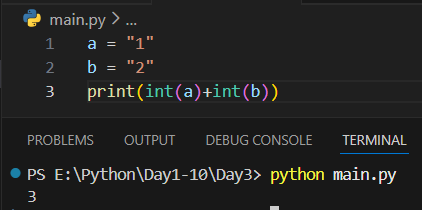 main.py > ...
1 a = "1"
2 b = "2"
3 print(int(a)+int(b))
PROBLEMS OUTPUT DEBUG CONSOLE TERMINAL
PS E:\Python\Day1-10\Day3> python main.py
3